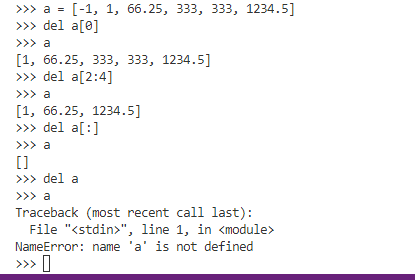 >>> a = [-1, 1, 66.25, 333, 333, 1234.5]
>>> del a[0]
>>> a
[1, 66.25, 333, 333, 1234.5]
>>> del a[2:4]
>>> a
[1, 66.25, 1234.5]
>>> del a[:]
>>> a
[]
>>> del a
>>> a
Traceback (most recent call last):
  File "<stdin>", line 1, in <module>
NameError: name 'a' is not defined
>>>